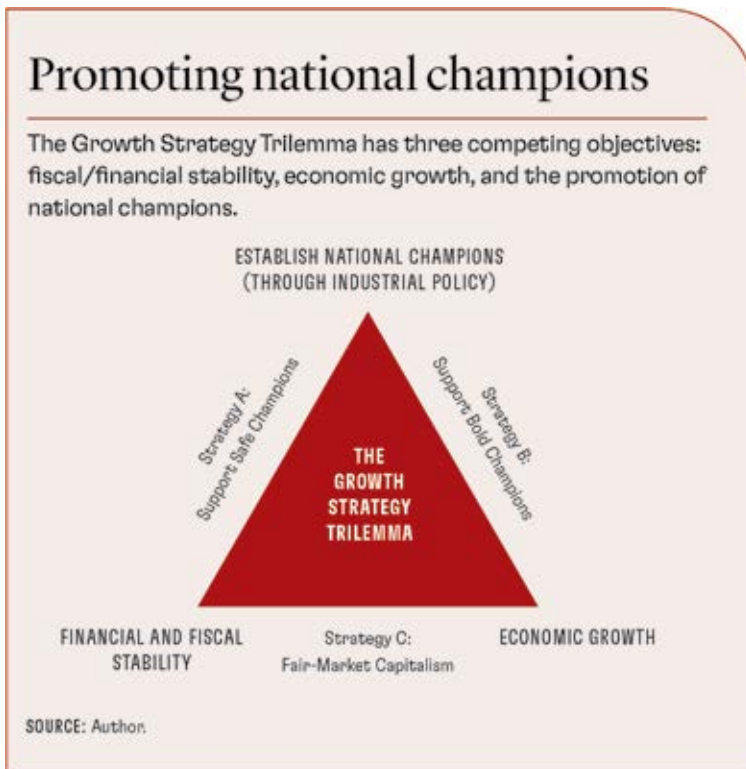 Promoting national champions
The Growth Strategy Trilemma has three competing objectives:
fiscal/financial stability, economic growth, and the promotion of
national champions.
ESTABLISH NATIONAL CHAMPIONS
(THROUGH INDUSTRIAL POLICY)
Strategy A:
Support Safe Champions
Strategy B:
Support Bold Champions
THE
GROWTH
STRATEGY
TRILEMMA
FINANCIAL AND FISCAL
STABILITY
Strategy C:
Fair-Market Capitalism
ECONOMIC GROWTH
SOURCE: Author.